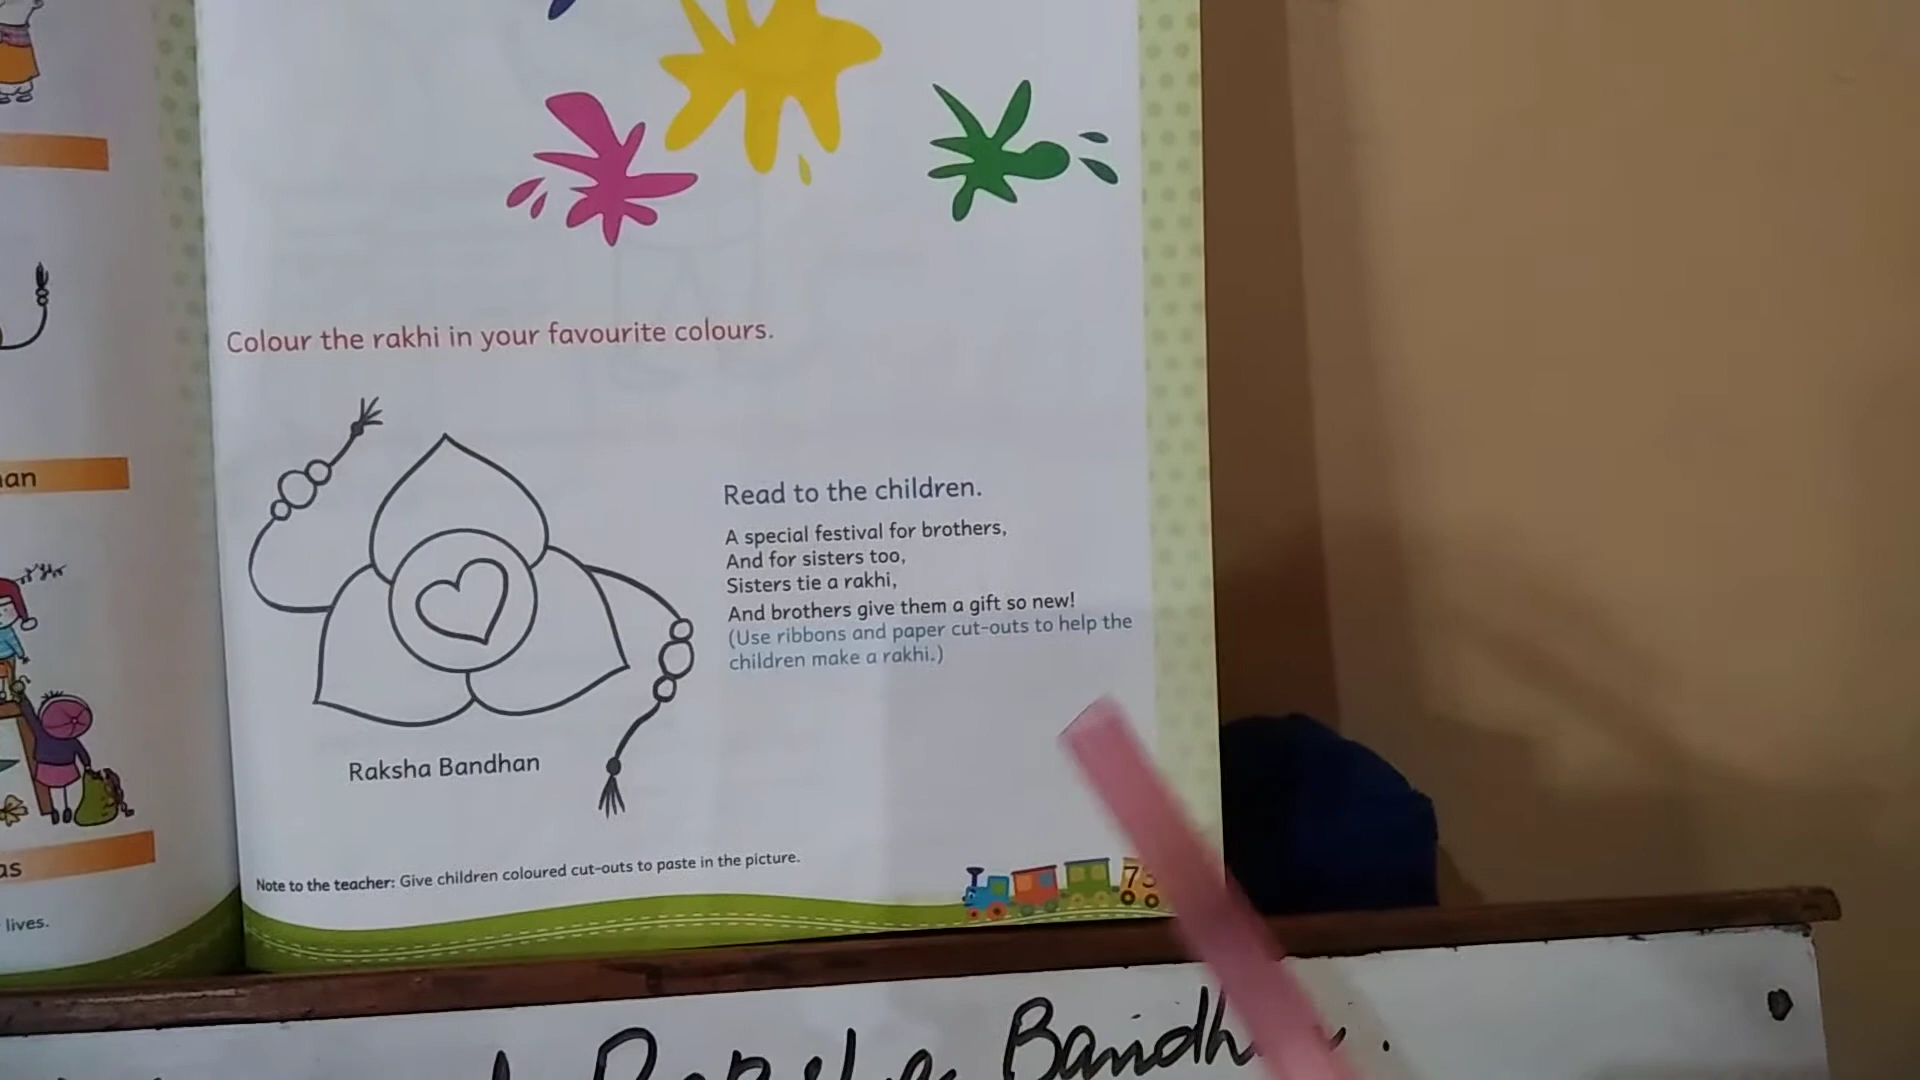 Colour the rakhi in your favourite colours.
Read to the children.
A special festival for brothers,
And for sisters too,
Sisters tie a rakhi,
And brothers give them a gift so new!
(Use ribbons and paper cut-outs to help the
children make a rakhi.)
Raksha Bandhan
Note to the teacher: Give children coloured cut-outs to paste in the picture.
lives.
Raksha